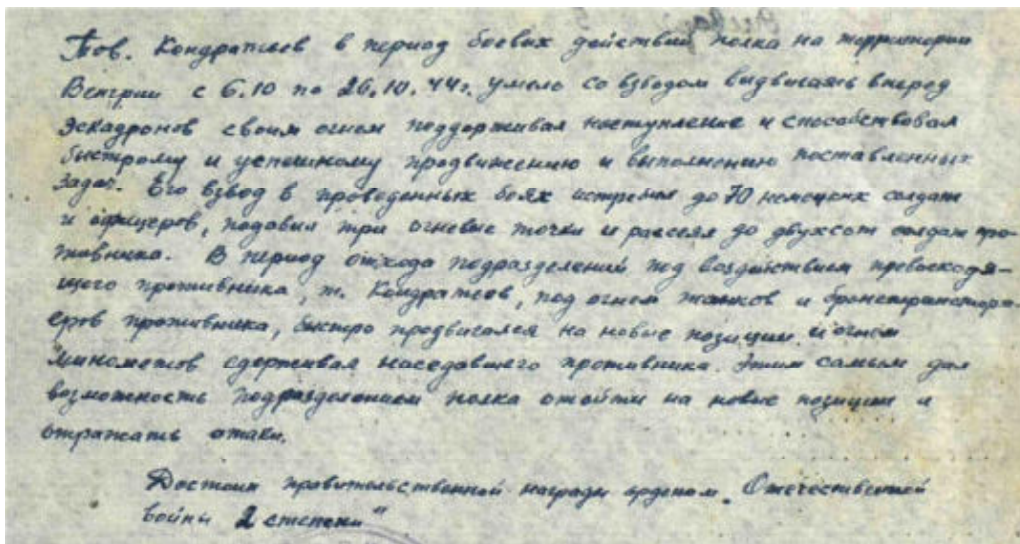 Тов. Кондратьев в период боевых действий полка на территории
Венгрии с 6.10 по 26.10.44г. умело со взводом видвигаясь вперед
эскадронов своим огнем поддерживал наступление и способствовал
быстрому и успешному продвижению и выполнению поставленных
задач. Его взвод в проведенных боях истребил до 70 немецких солдат
и офицеров, подавил три огневые точки и рассеял до двухсот солдат про-
тивника. В период отхода подразделений под воздействием превосходя-
щего противника, т. Кондратьев, под огнем танков и бронетранспорт-
еров противника, быстро продвигался на новые позиции и огнем
минометов сдерживал наседавшего противника. Этим самым дал
возможность подразделениям полка отойти на новые позиции и
отражать атаки.
Достоин правительственной награды орденом „Отечественной
войны 2 степени"